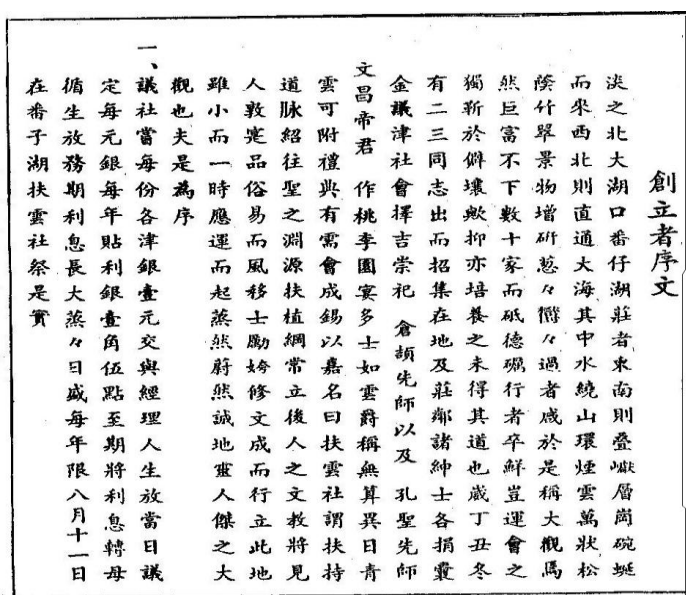 創立者序文
淡之北大湖口番仔湖莊者東南則叠巘層崗碗蜒
而來西北則直通大海其中水繞山環煙雲萬狀松
陰竹翠景物增研葱々欝々過者咸於是稱大觀焉
然巨富不下數十家而砥德礪行者卒鮮豈運會之
獨靳於僻壤歟抑亦培養之未得其道也歲丁丑冬
有二三同志出而招集在地及莊鄰諸紳士各捐囊
金議津社會擇吉崇祀 倉頡先師以及 孔聖先師
文昌帝君 作桃李園宴多士如雲爵稱無算異日青
雲可附禮典有需會成錫以嘉名曰扶雲社謂扶持
道脉紹往聖之淵源扶植綱常立後人之文教將見
人敦寔品俗易而風移士勵姱修文成而行立此地
雖小而一時應運而起蒸然蔚然誠地靈人傑之大
觀也夫是為序
一、議社當每份各津銀壹元交與經理人生放當日議
定每元銀每年貼利銀壹角伍點至期將利息轉母
循生放務期利息長大蒸々日盛每年限八月十一日
在番子湖扶雲社祭是實